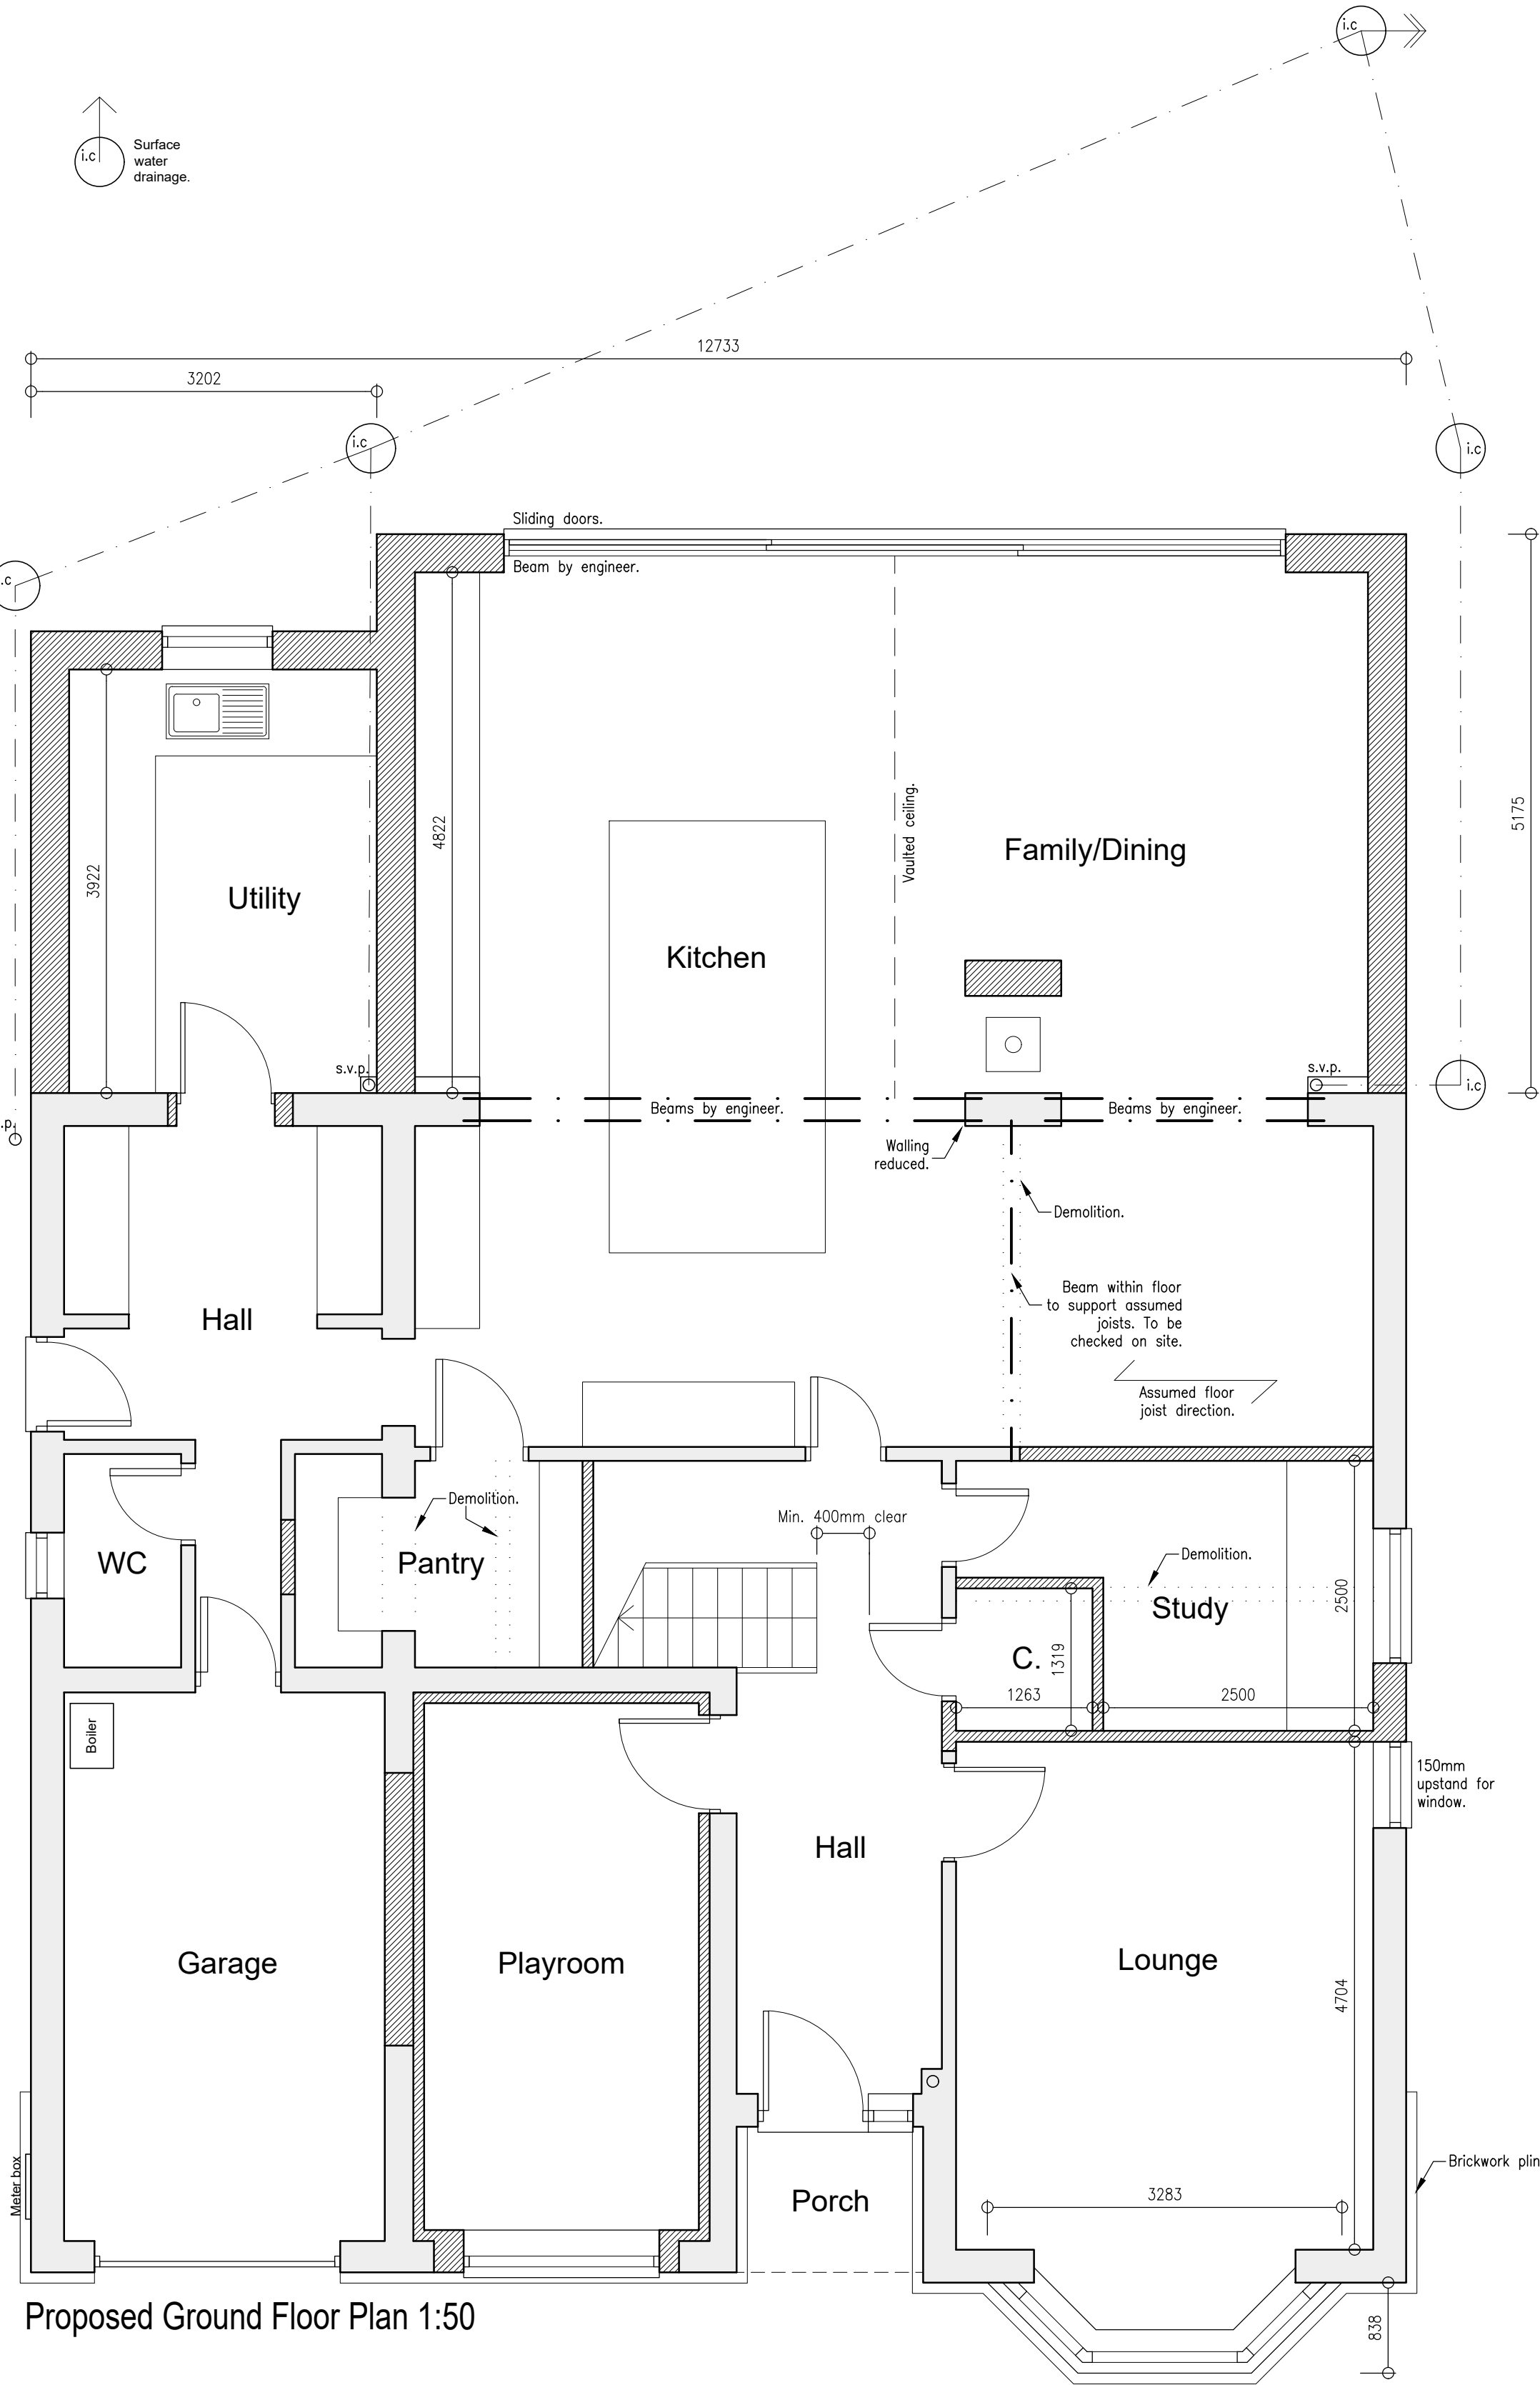 i.c
i.c
Surface
water
drainage.
12733
3202
i.c
i.c
Sliding doors.
Beam by engineer.
.c
4822
5175
3922
Vaulted ceiling.
Family/Dining
Utility
Kitchen
s.v.p.
s.v.p.
i.c
.p.
Beams by engineer.
Beams by engineer.
Walling
reduced.
Demolition.
Beam within floor
to support assumed
joists. To be
checked on site.
Hall
Assumed floor
joist direction.
Demolition.
Min. 400mm clear
WC
Pantry
Demolition.
Study
2500
C.
1319
1263
2500
Boiler
150mm
upstand for
window.
Hall
Garage
Playroom
Lounge
4704
Meter box
Brickwork plin
Porch
3283
Proposed Ground Floor Plan 1:50
838